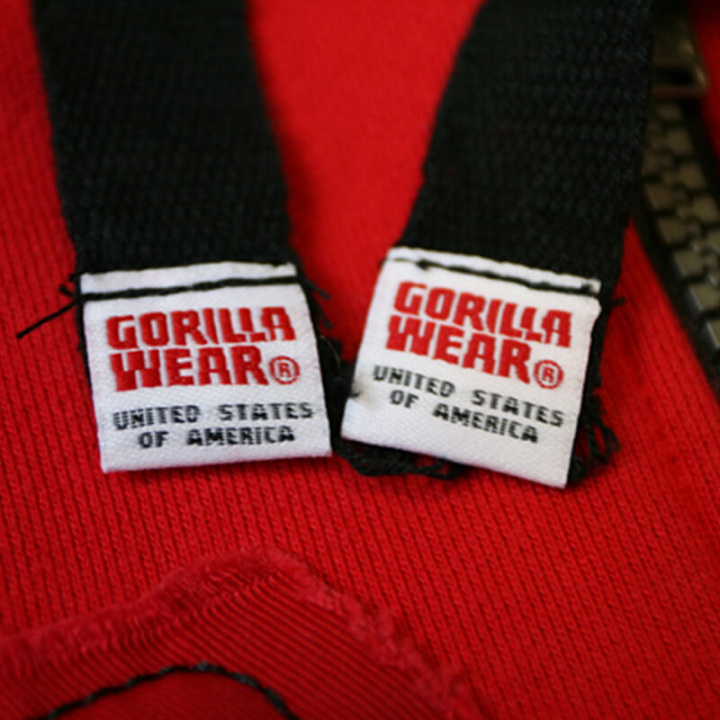 GORILLA
WEAR®
UNITED STATES
OF AMERICA
GORILLA
WEAR®
UNITED STATES
OF AMERICA